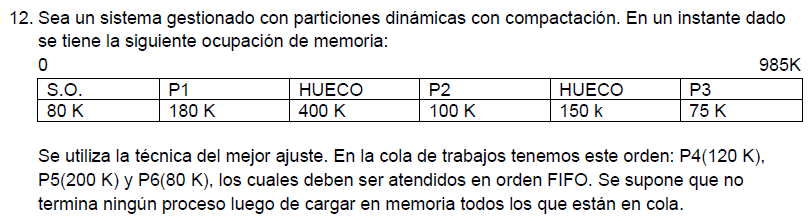 12. Sea un sistema gestionado con particiones dinámicas con compactación. En un instante dado
se tiene la siguiente ocupación de memoria:
0 985K
S.O. P1 HUECO P2 HUECO P3
80 K 180 K 400 K 100 K 150 k 75 K
Se utiliza la técnica del mejor ajuste. En la cola de trabajos tenemos este orden: P4(120 K),
P5(200 K) y P6(80 K), los cuales deben ser atendidos en orden FIFO. Se supone que no
termina ningún proceso luego de cargar en memoria todos los que están en cola.